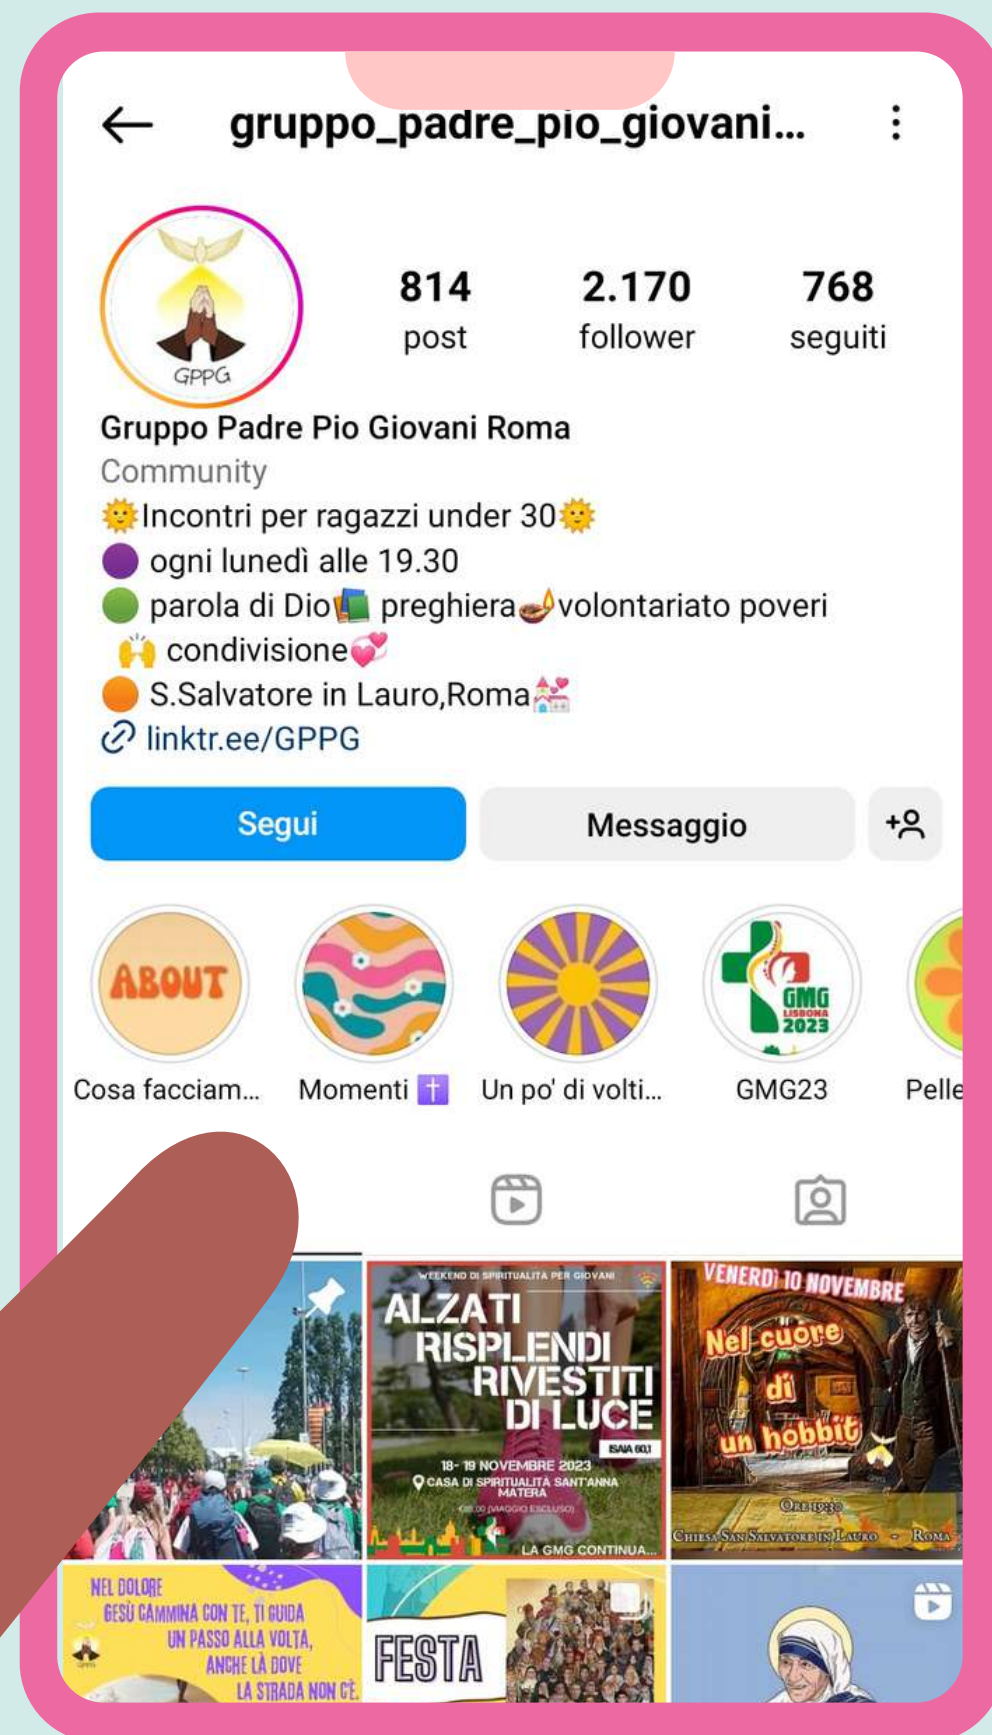 gruppo_padre_pio_giovani...
GPPG
814
post
2.170
follower
768
seguiti
Gruppo Padre Pio Giovani Roma
Community
Incontri per ragazzi under 30
ogni lunedì alle 19.30
parola di Dio preghiera volontariato poveri
condivisione
S.Salvatore in Lauro,Roma
linktr.ee/GPPG
Segui
Messaggio
ABOUT
GMG
LISBONA
2023
Cosa facciam...
Momenti
Un po' di volti...
GMG23
Pelle
WEEKEND DI SPIRITUALITÀ PER GIOVANI
ALZATI
RISPLENDI
RIVESTITI
DI LUCE
ISAIA 60,1
18- 19 NOVEMBRE 2023
CASA DI SPIRITUALITÀ SANT'ANNA
MATERA
(VIAGGIO ESCLUSO)
LA GMG CONTINUA...
VENERDÌ 10 NOVEMBRE
Nel cuore
di
un hobbit
ORE 19:30
CHIESA SAN SALVATORE IN LAURO - ROMA
NEL DOLORE
GESÙ CAMMINA CON TE, TI GUIDA
UN PASSO ALLA VOLTA,
ANCHE LÀ DOVE
LA STRADA NON C'È.
FESTA